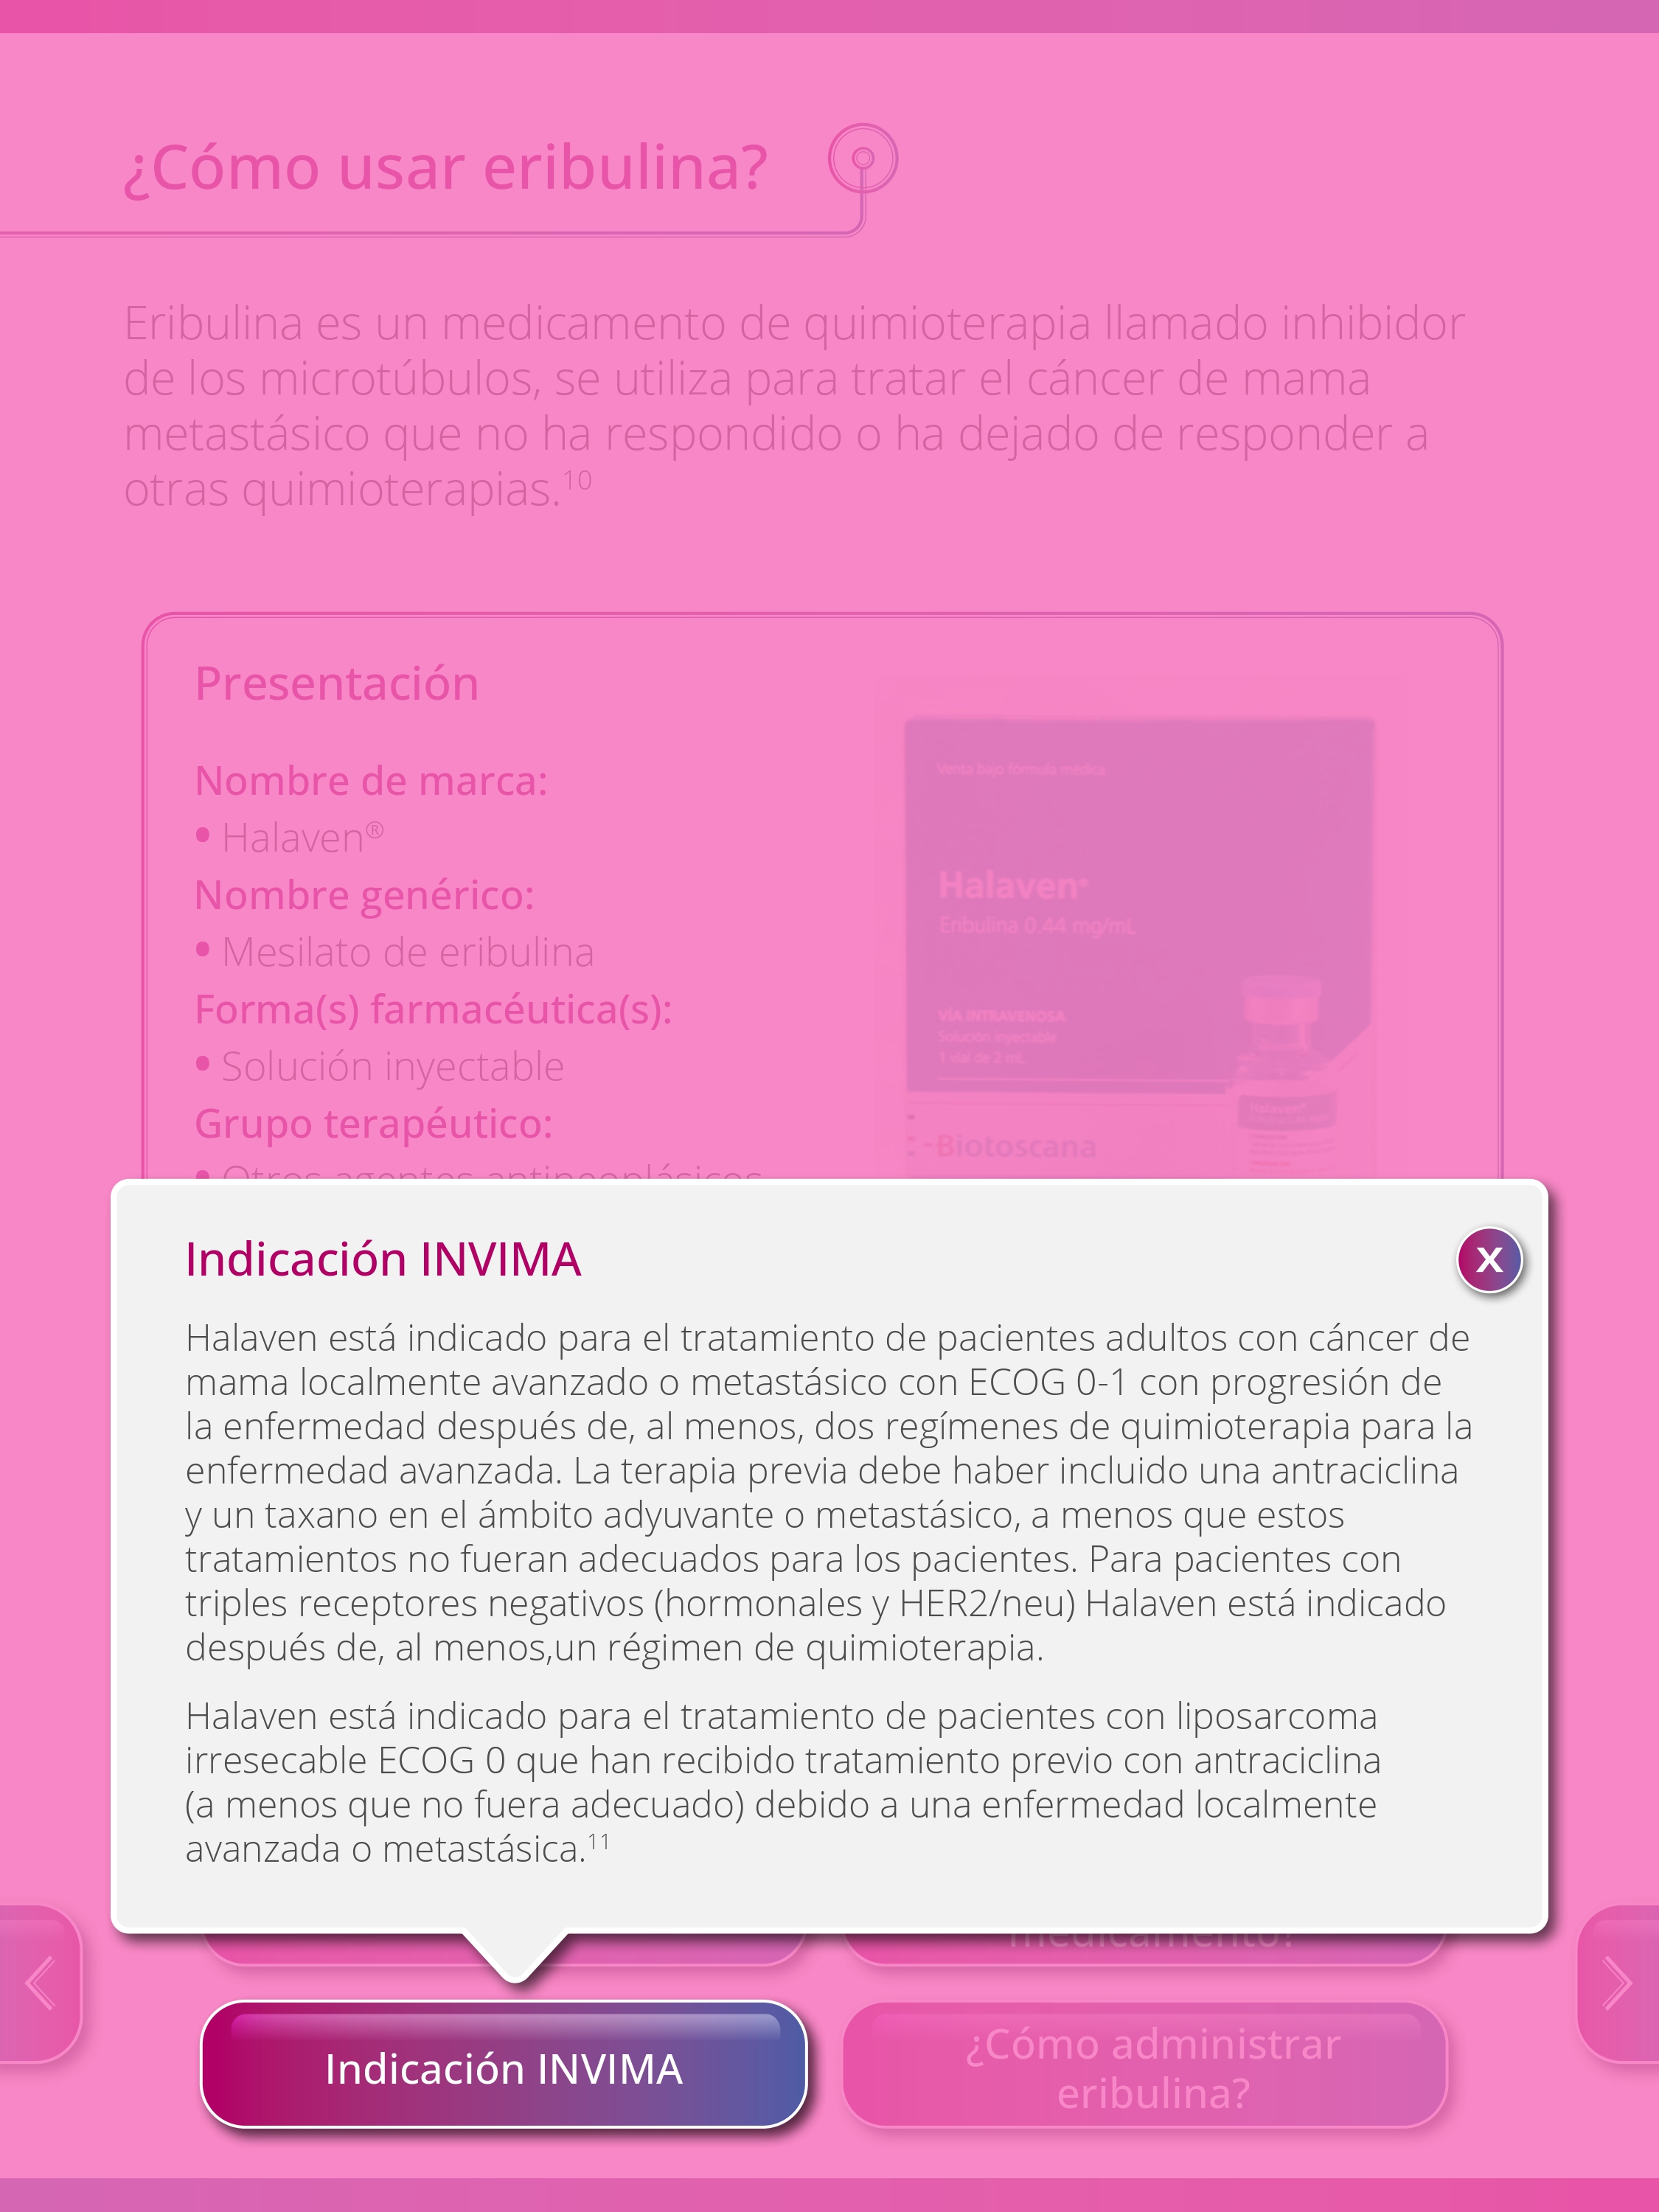 ¿Cómo usar eribulina?
Eribulina es un medicamento de quimioterapia llamado inhibidor
de los microtúbulos, se utiliza para tratar el cáncer de mama
metastásico que no ha respondido o ha dejado de responder a
otras quimioterapias.10
Presentación
Nombre de marca:
• Halaven®
Nombre genérico:
• Mesilato de eribulina
Forma(s) farmacéutica(s):
• Solución inyectable
Grupo terapéutico:
• Otros agentes antineoplásicos
Venta bajo fórmula médica
Halaven®
Eribulina 0.44 mg/mL
VÍA INTRAVENOSA
Solución inyectable
1 vial de 2 mL
Biotoscana
Halaven®
Indicación INVIMA
X
Halaven está indicado para el tratamiento de pacientes adultos con cáncer de
mama localmente avanzado o metastásico con ECOG 0-1 con progresión de
la enfermedad después de, al menos, dos regímenes de quimioterapia para la
enfermedad avanzada. La terapia previa debe haber incluido una antraciclina
y un taxano en el ámbito adyuvante o metastásico, a menos que estos
tratamientos no fueran adecuados para los pacientes. Para pacientes con
triples receptores negativos (hormonales y HER2/neu) Halaven está indicado
después de, al menos,un régimen de quimioterapia.
Halaven está indicado para el tratamiento de pacientes con liposarcoma
irresecable ECOG 0 que han recibido tratamiento previo con antraciclina
(a menos que no fuera adecuado) debido a una enfermedad localmente
avanzada o metastásica.11
medicamento?
Indicación INVIMA
¿Cómo administrar
eribulina?